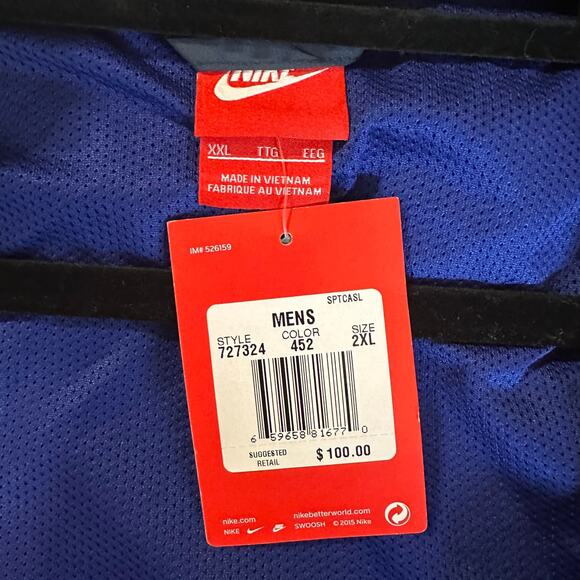 NIKE
XXL TTG EEG
MADE IN VIETNAM
FABRIQUE AU VIETNAM
IM# 526159
SPTCASL
MENS
STYLE COLOR SIZE
727324 452 2XL
6 59658 81677 0
SUGGESTED
RETAIL $100.00
nike.com nikebetterworld.com
NIKE SWOOSH © 2015 Nike